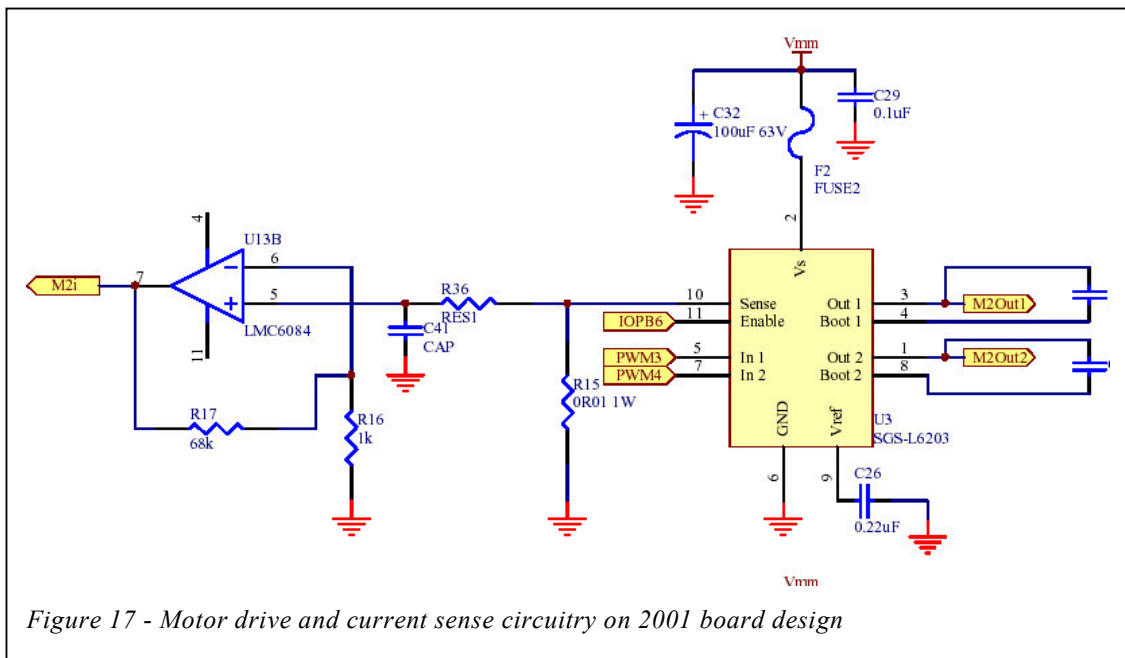 Vmm
C32
+
100uF 63V
C29
0.1uF
F2
FUSE2
2
4
U13B
6
M2i
7
5
11
LMC6084
R36
RES1
C41
CAP
R17
68k
R16
1k
R15
0R01 1W
10
11
IOPB6
PWM3
5
PWM4
7
Vs
Sense
Enable
In 1
In 2
GND
Vref
Out 1
Boot 1
Out 2
Boot 2
3
4
1
8
M2Out1
M2Out2
U3
SGS-L6203
6
9
C26
0.22uF
Vmm
Figure 17 - Motor drive and current sense circuitry on 2001 board design